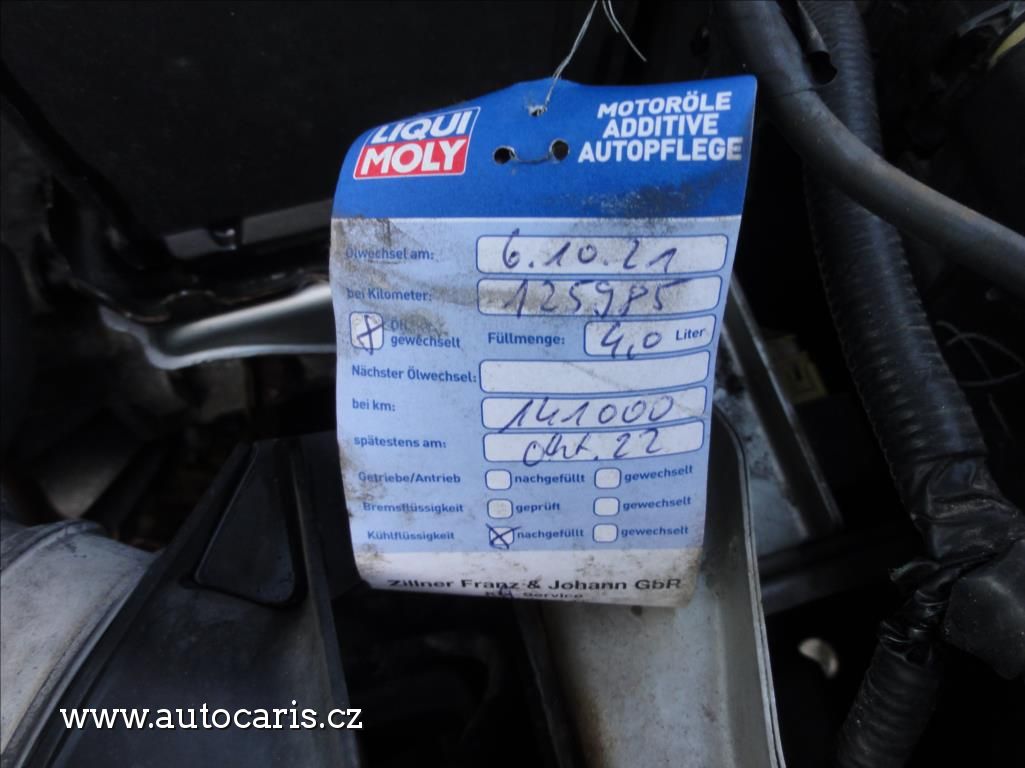 LIQUI
MOLY
MOTORÖLE
ADDITIVE
AUTOPFLEGE
Ölwechsel am: 6.10.21
bei Kilometer: 125985
gewechselt Füllmenge: 4,0 Liter
Nächster Ölwechsel:
bei km: 141000
spätestens am: Okt. 22
Getriebe/Antrieb nachgefüllt gewechselt
Bremsflüssigkeit geprüft gewechselt
Kühlflüssigkeit nachgefüllt gewechselt
Zillner Franz & Johann GbR
Service
www.autocaris.cz